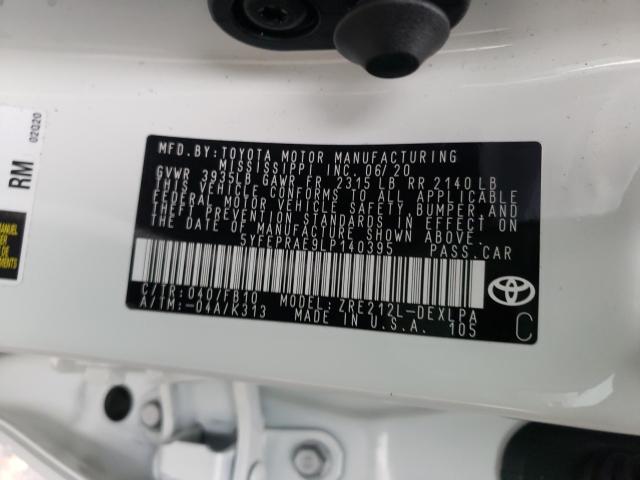 MFD. BY: TOYOTA MOTOR MANUFACTURING
MISSISSIPPI INC. 06/20
GVWR 3935LB GAWR FR 2315 LB RR 2140 LB
THIS VEHICLE CONFORMS TO ALL APPLICABLE
FEDERAL MOTOR VEHICLE SAFETY, BUMPER, AND
THEFT PREVENTION STANDARDS IN EFFECT ON
THE DATE OF MANUFACTURE SHOWN ABOVE.
5YFEPRAE9LP140395 PASS.CAR
C/TR: 040/FB10 MODEL: ZRE212L-DEXLPA
A/TM: -04A/K313 MADE IN U.S.A. 105
C
RM
02020